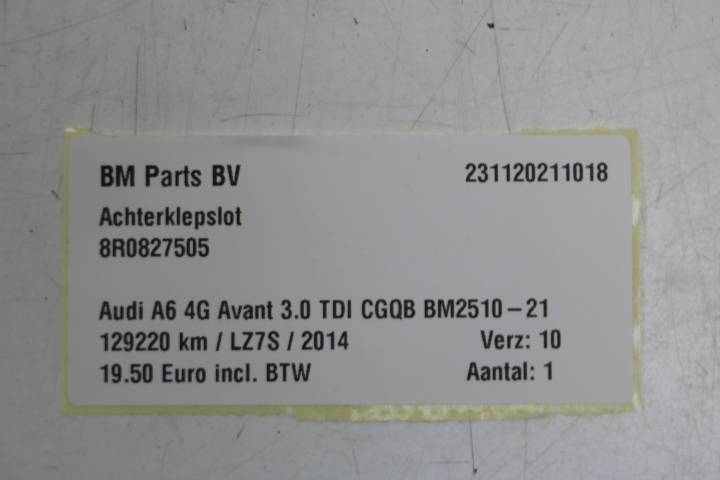 BM Parts BV 231120211018
Achterklepslot
8R0827505
Audi A6 4G Avant 3.0 TDI CGQB BM2510-21
129220 km / LZ7S / 2014 Verz: 10
19.50 Euro incl. BTW Aantal: 1